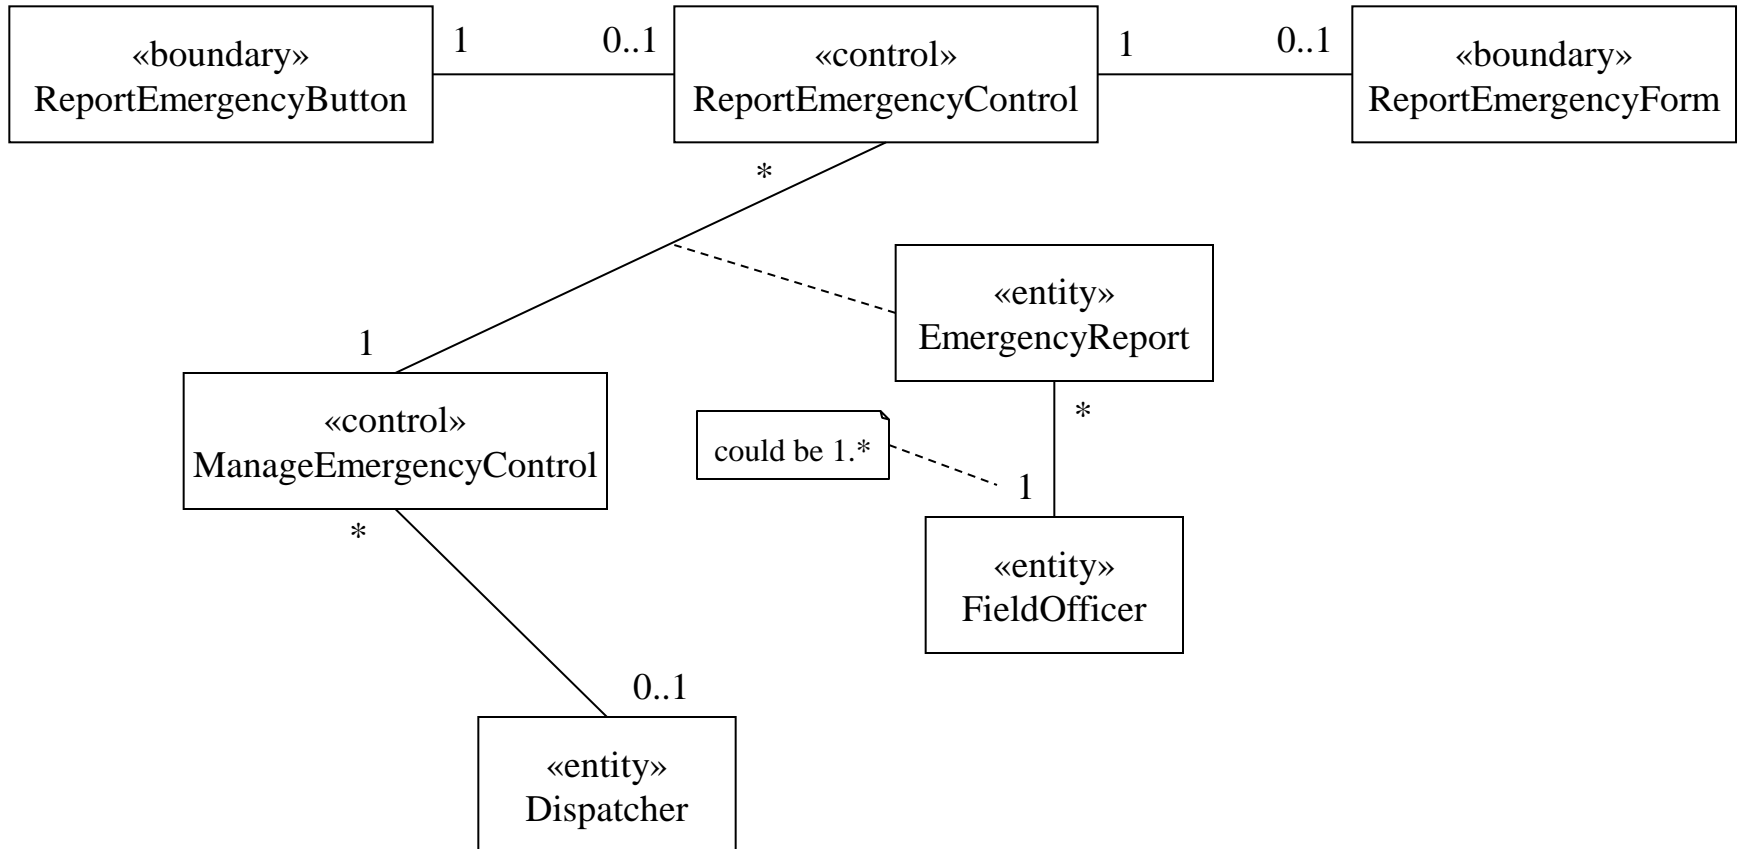 «boundary»
ReportEmergencyButton
1
0..1
«control»
ReportEmergencyControl
1
0..1
«boundary»
ReportEmergencyForm
*
1
«entity»
EmergencyReport
*
«control»
ManageEmergencyControl
could be 1.*
1
*
«entity»
FieldOfficer
0..1
«entity»
Dispatcher